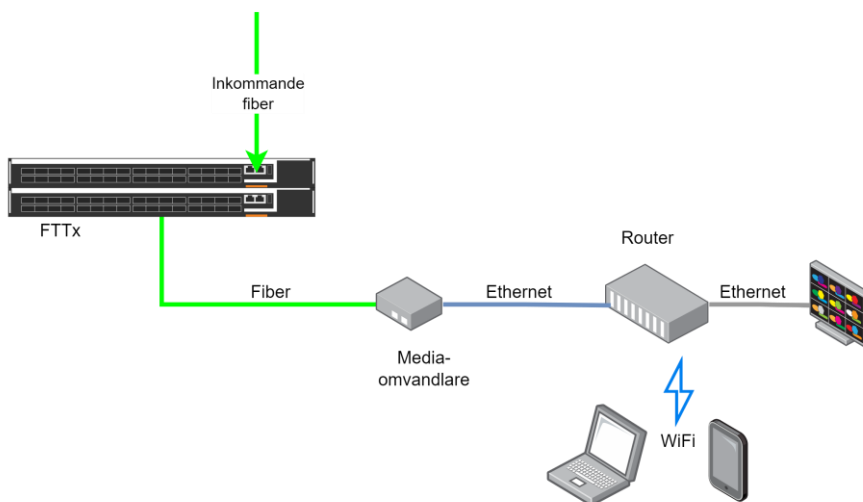 Inkommande
fiber
FTTx
Router
Fiber
Ethernet
Ethernet
Media-
omvandlare
WiFi